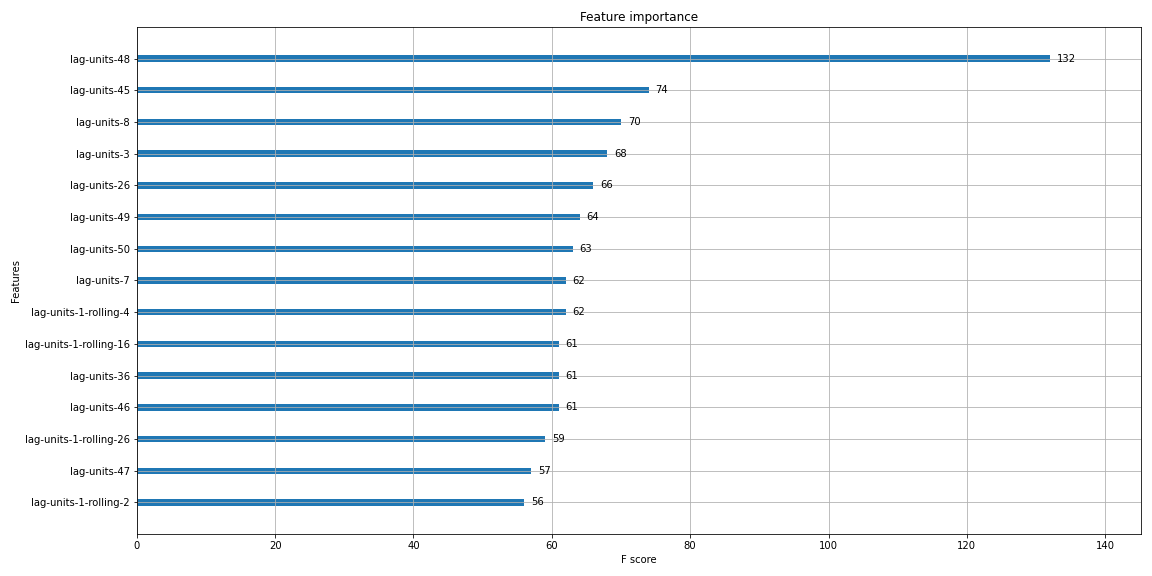 Feature importance
lag-units-48 132
lag-units-45 74
lag-units-8 70
lag-units-3 68
lag-units-26 66
lag-units-49 64
lag-units-50 63
lag-units-7 62
lag-units-1-rolling-4 62
lag-units-1-rolling-16 61
lag-units-36 61
lag-units-46 61
lag-units-1-rolling-26 59
lag-units-47 57
lag-units-1-rolling-2 56
Features
0 20 40 60 80 100 120 140
F score